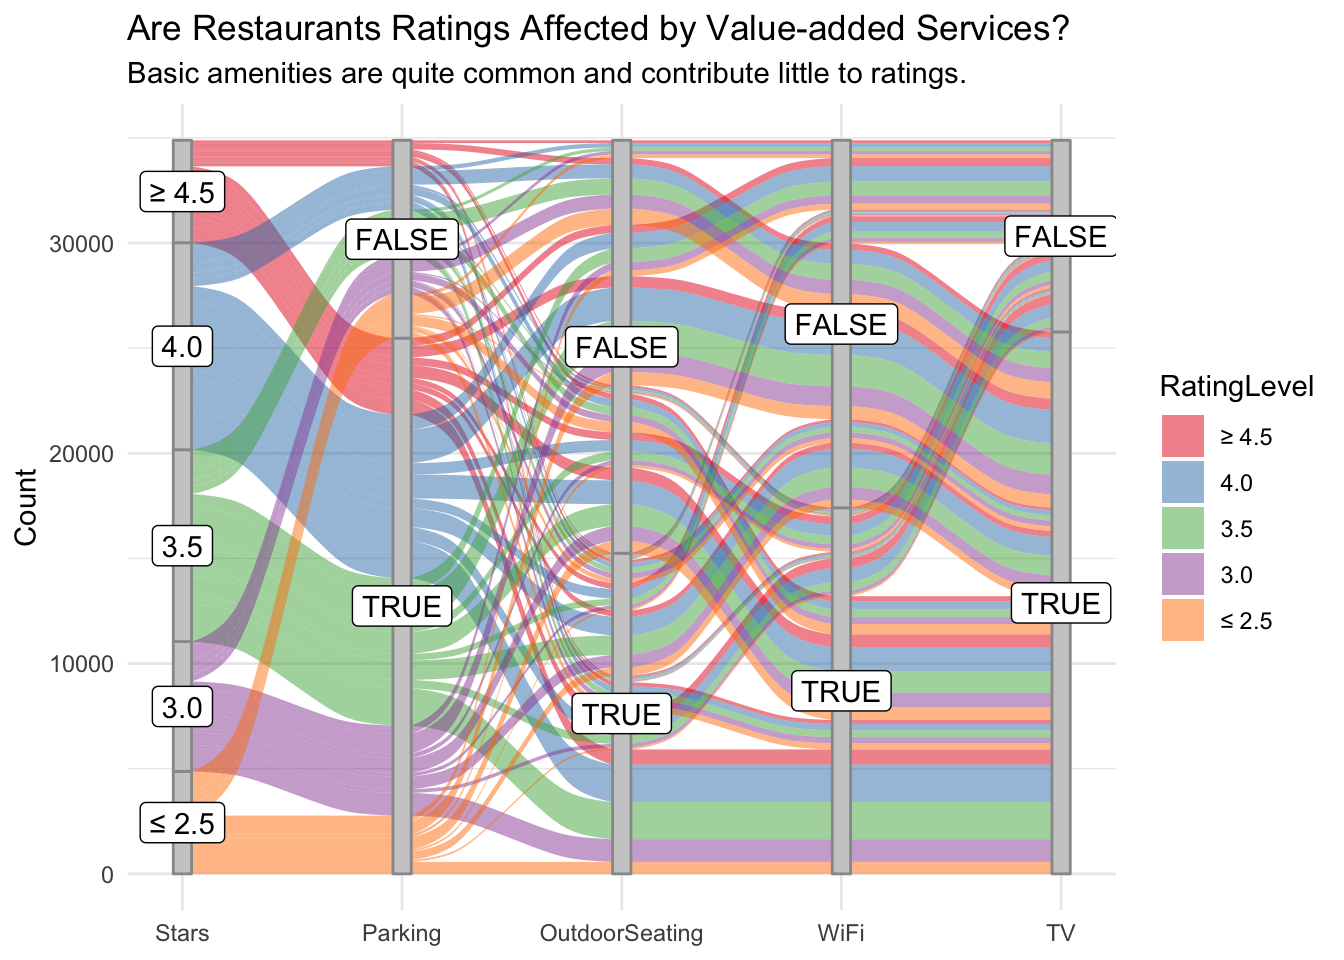 Are Restaurants Ratings Affected by Value-added Services?
Basic amenities are quite common and contribute little to ratings.
Count
30000
20000
10000
0
≥ 4.5
4.0
3.5
3.0
≤ 2.5
FALSE
TRUE
FALSE
TRUE
FALSE
TRUE
FALSE
TRUE
Stars
Parking
OutdoorSeating
WiFi
TV
RatingLevel
≥ 4.5
4.0
3.5
3.0
≤ 2.5